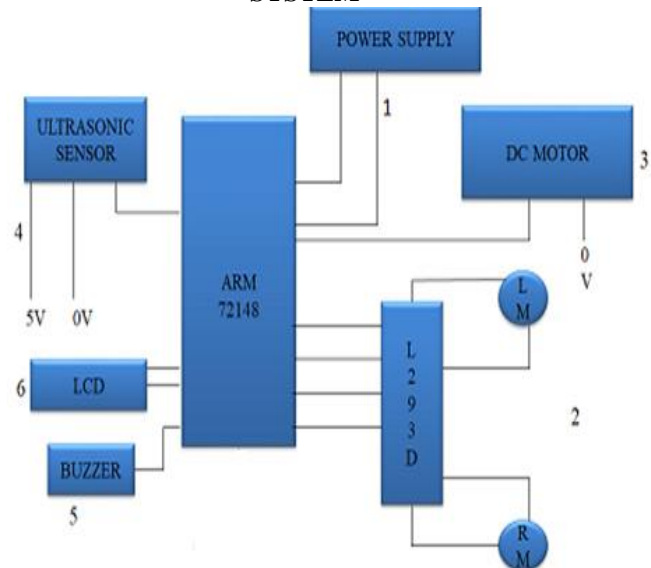 SYSTEM
POWER SUPPLY
1
ULTRASONIC
SENSOR
DC MOTOR
3
4
5V
0V
0
V
ARM
72148
L
M
L
2
9
3
D
6
LCD
2
BUZZER
5
R
M